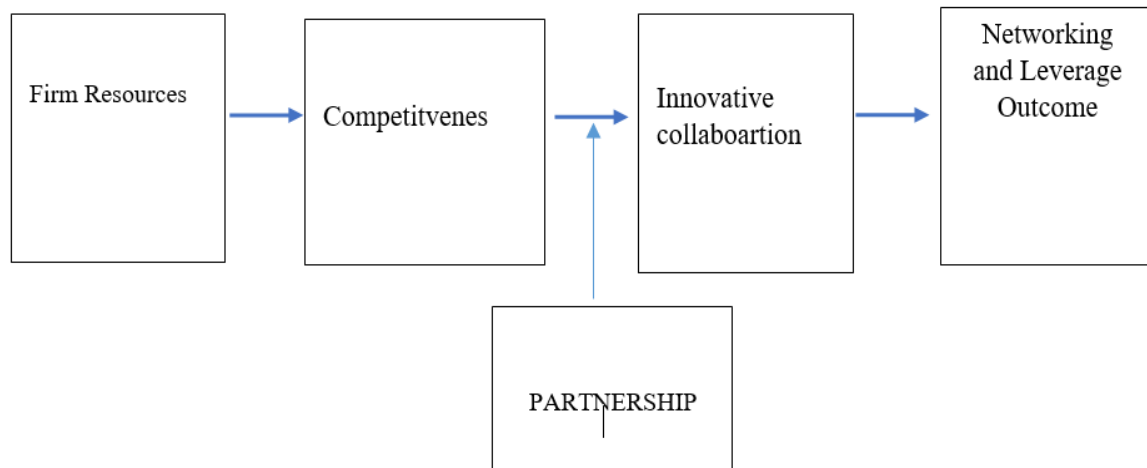 Firm Resources
Competitvenes
Innovative
collaboartion
Networking
and Leverage
Outcome
PARTNERSHIP